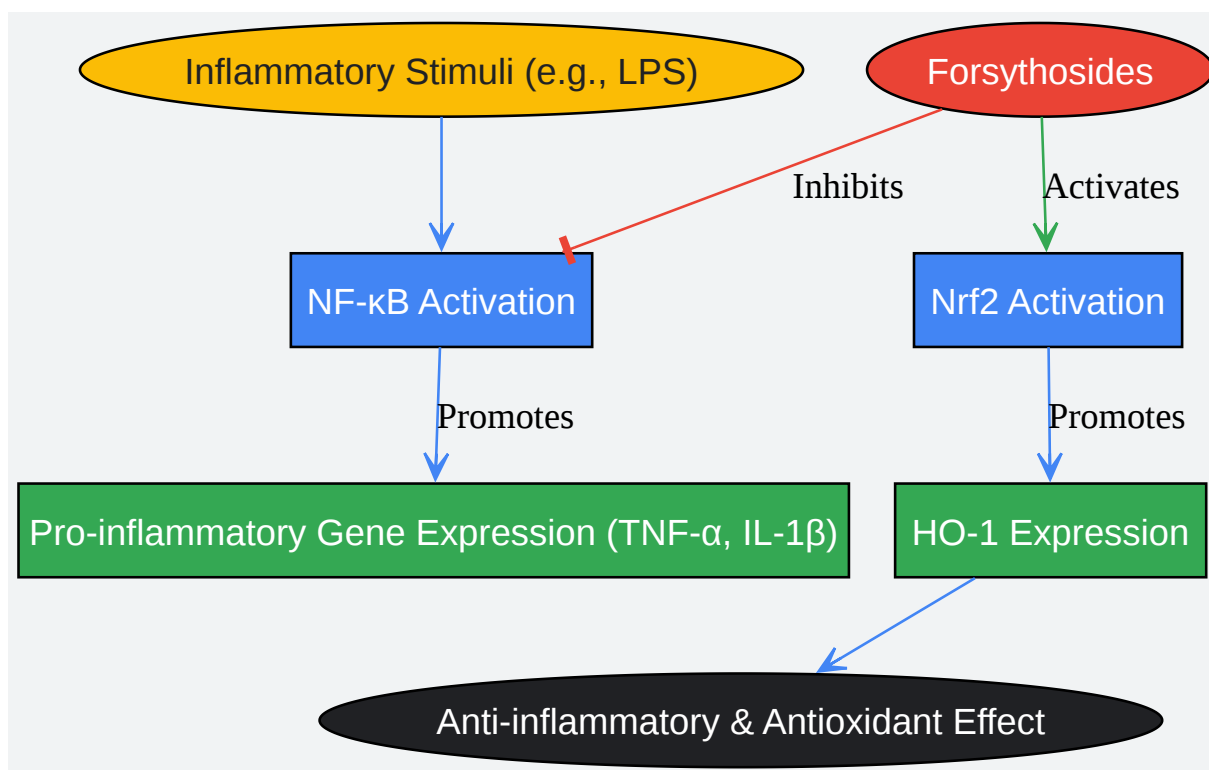 Inflammatory Stimuli (e.g., LPS)
Forsythosides
Inhibits
Activates
NF-κB Activation
Nrf2 Activation
Promotes
Promotes
Pro-inflammatory Gene Expression (TNF-α, IL-1β)
HO-1 Expression
Anti-inflammatory & Antioxidant Effect